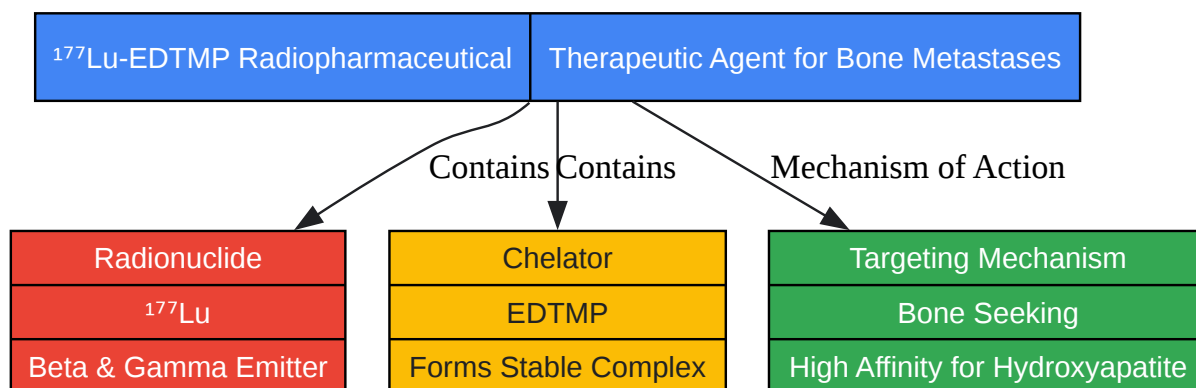 ¹⁷⁷Lu-EDTMP Radiopharmaceutical Therapeutic Agent for Bone Metastases
Contains Contains Mechanism of Action
Radionuclide
¹⁷⁷Lu
Beta & Gamma Emitter
Chelator
EDTMP
Forms Stable Complex
Targeting Mechanism
Bone Seeking
High Affinity for Hydroxyapatite